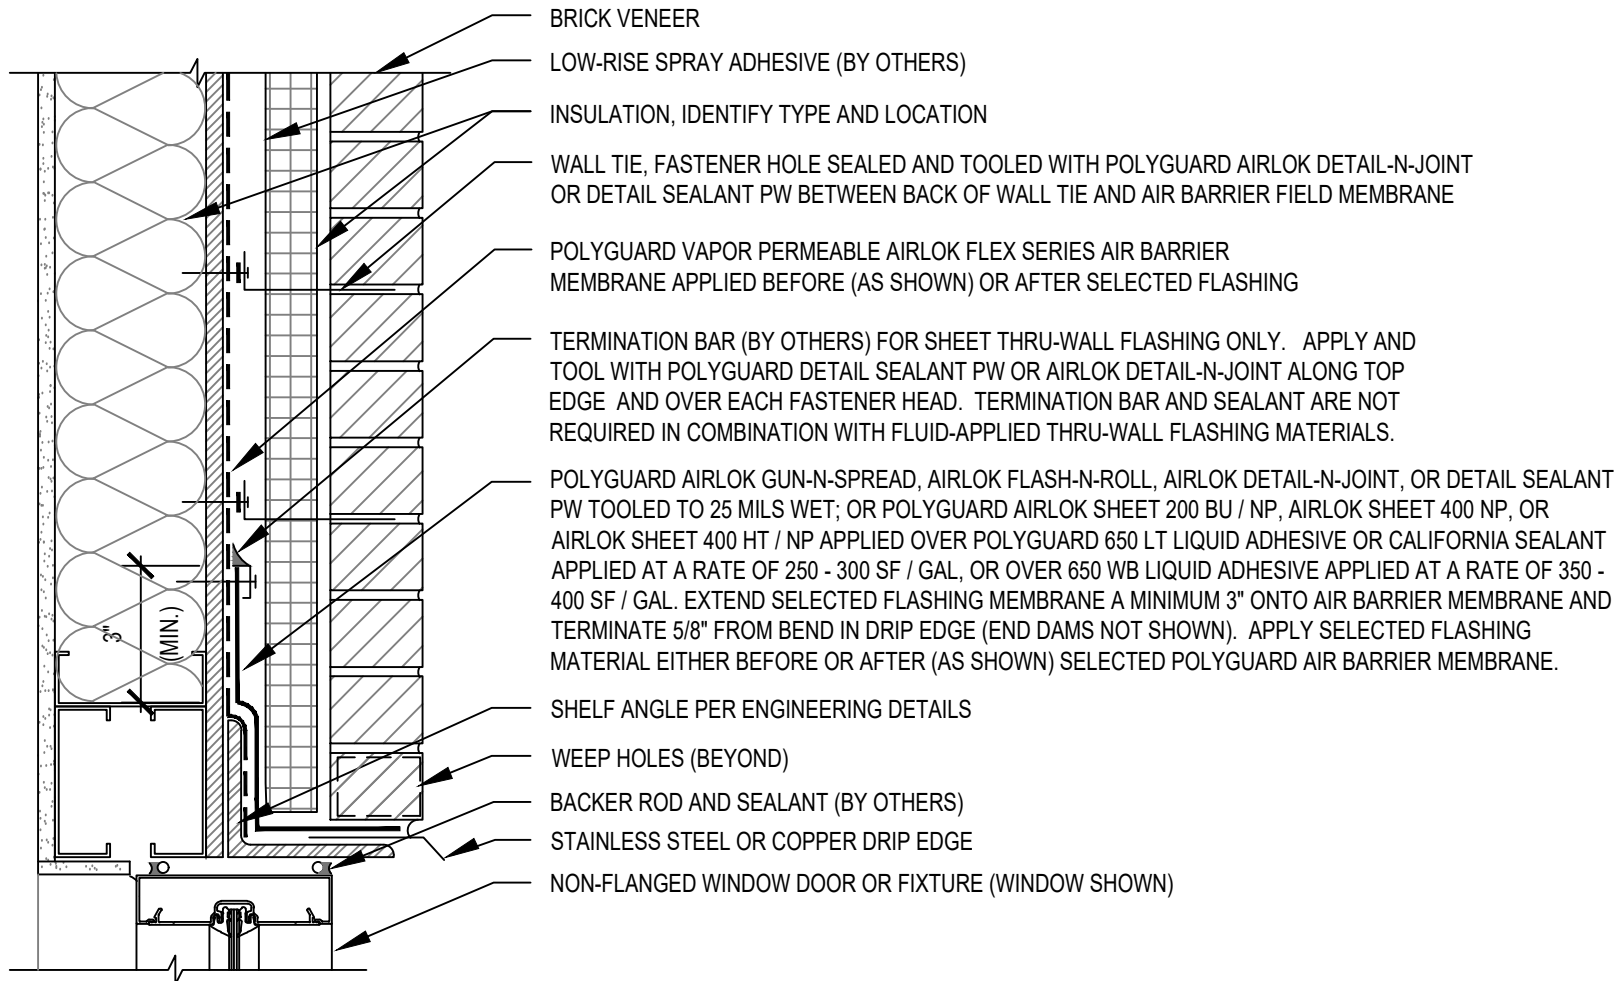 BRICK VENEER
LOW-RISE SPRAY ADHESIVE (BY OTHERS)
INSULATION, IDENTIFY TYPE AND LOCATION
WALL TIE, FASTENER HOLE SEALED AND TOOLED WITH POLYGUARD AIRLOK DETAIL-N-JOINT
OR DETAIL SEALANT PW BETWEEN BACK OF WALL TIE AND AIR BARRIER FIELD MEMBRANE
POLYGUARD VAPOR PERMEABLE AIRLOK FLEX SERIES AIR BARRIER
MEMBRANE APPLIED BEFORE (AS SHOWN) OR AFTER SELECTED FLASHING
TERMINATION BAR (BY OTHERS) FOR SHEET THRU-WALL FLASHING ONLY. APPLY AND
TOOL WITH POLYGUARD DETAIL SEALANT PW OR AIRLOK DETAIL-N-JOINT ALONG TOP
EDGE AND OVER EACH FASTENER HEAD. TERMINATION BAR AND SEALANT ARE NOT
REQUIRED IN COMBINATION WITH FLUID-APPLIED THRU-WALL FLASHING MATERIALS.
POLYGUARD AIRLOK GUN-N-SPREAD, AIRLOK FLASH-N-ROLL, AIRLOK DETAIL-N-JOINT, OR DETAIL SEALANT
PW TOOLED TO 25 MILS WET; OR POLYGUARD AIRLOK SHEET 200 BU / NP, AIRLOK SHEET 400 NP, OR
AIRLOK SHEET 400 HT / NP APPLIED OVER POLYGUARD 650 LT LIQUID ADHESIVE OR CALIFORNIA SEALANT
APPLIED AT A RATE OF 250 - 300 SF / GAL, OR OVER 650 WB LIQUID ADHESIVE APPLIED AT A RATE OF 350 -
400 SF / GAL. EXTEND SELECTED FLASHING MEMBRANE A MINIMUM 3" ONTO AIR BARRIER MEMBRANE AND
TERMINATE 5/8" FROM BEND IN DRIP EDGE (END DAMS NOT SHOWN). APPLY SELECTED FLASHING
MATERIAL EITHER BEFORE OR AFTER (AS SHOWN) SELECTED POLYGUARD AIR BARRIER MEMBRANE.
3"
(MIN.)
SHELF ANGLE PER ENGINEERING DETAILS
WEEP HOLES (BEYOND)
BACKER ROD AND SEALANT (BY OTHERS)
STAINLESS STEEL OR COPPER DRIP EDGE
NON-FLANGED WINDOW DOOR OR FIXTURE (WINDOW SHOWN)